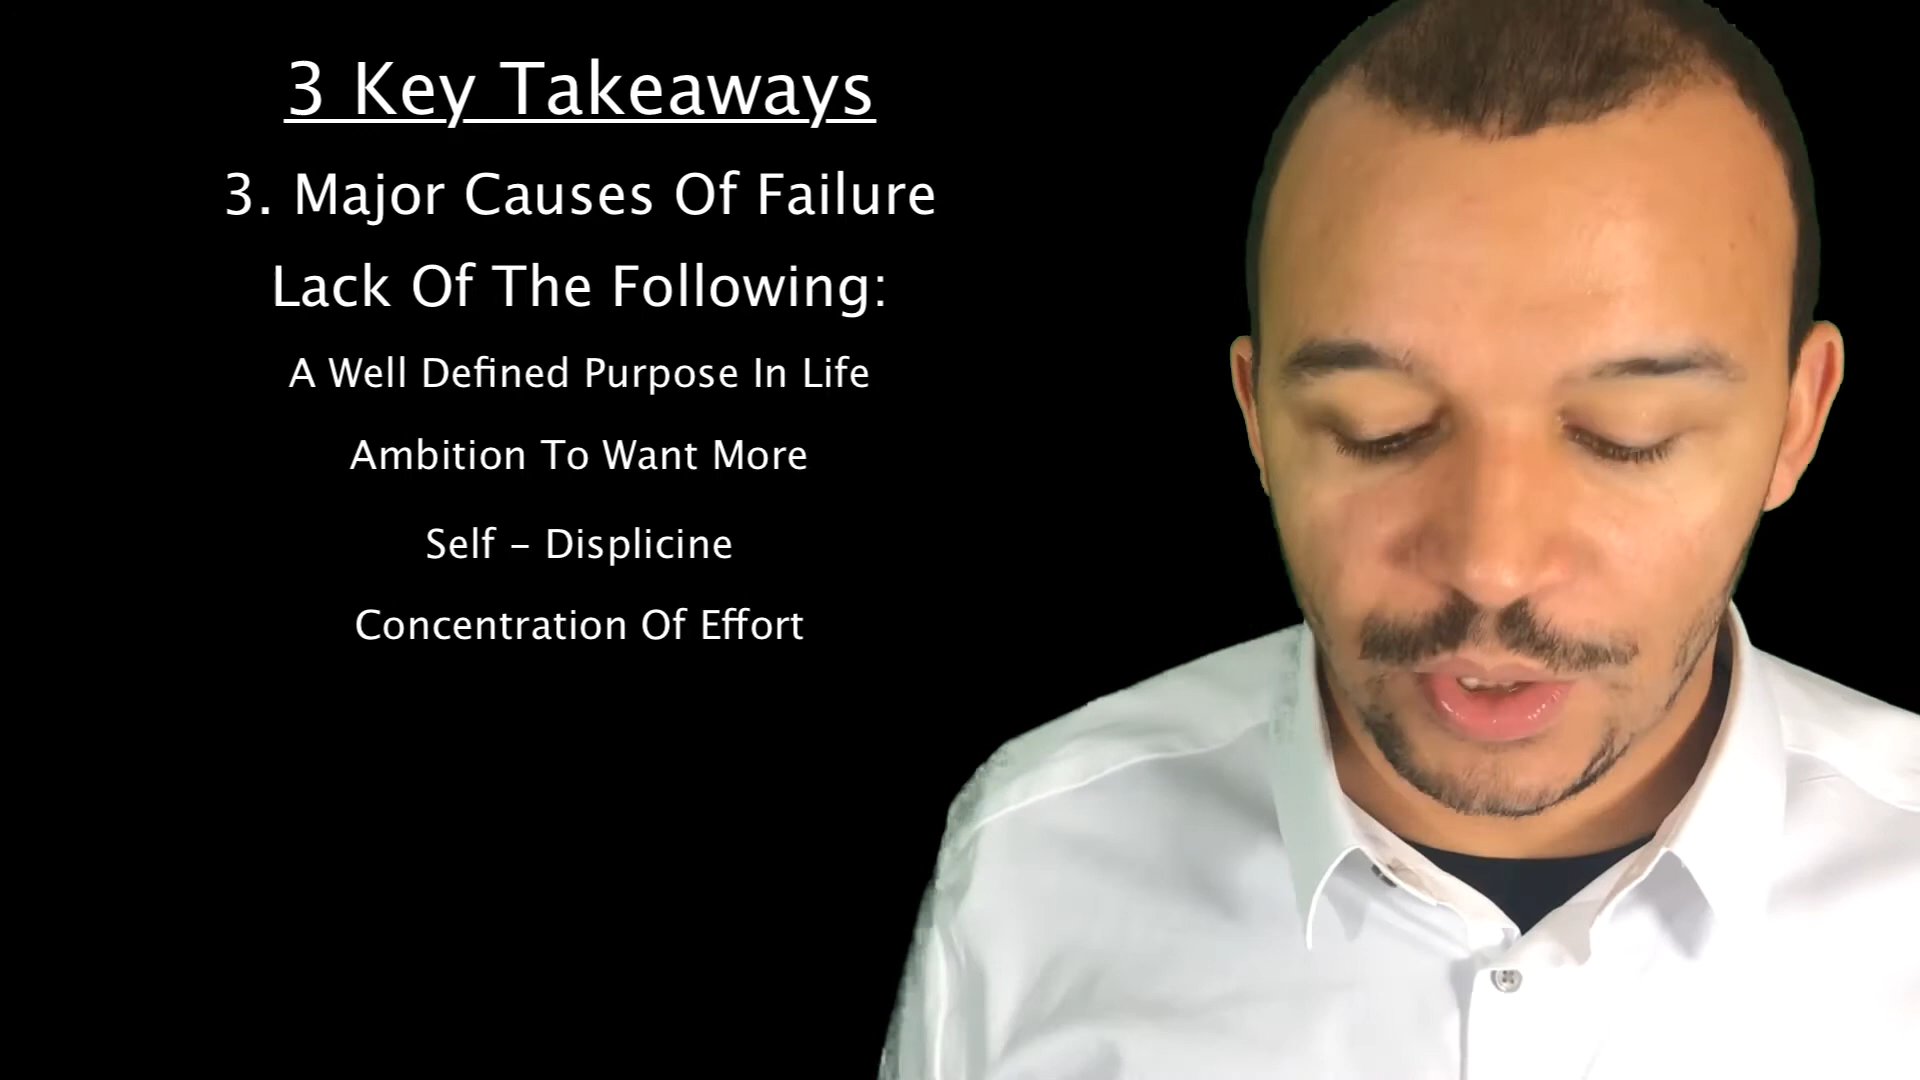 3 Key Takeaways
3. Major Causes Of Failure
Lack Of The Following:
A Well Defined Purpose In Life
Ambition To Want More
Self - Displicine
Concentration Of Effort